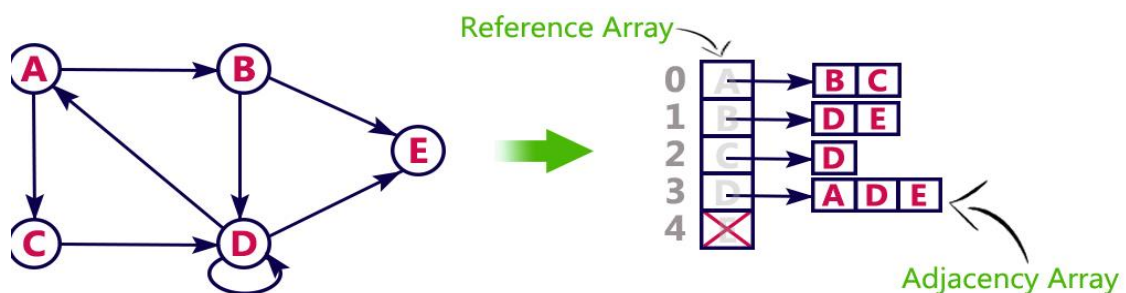 Reference Array
A B
E
C D
0 A B C
1 B D E
2 C D
3 D A D E
4 E
Adjacency Array